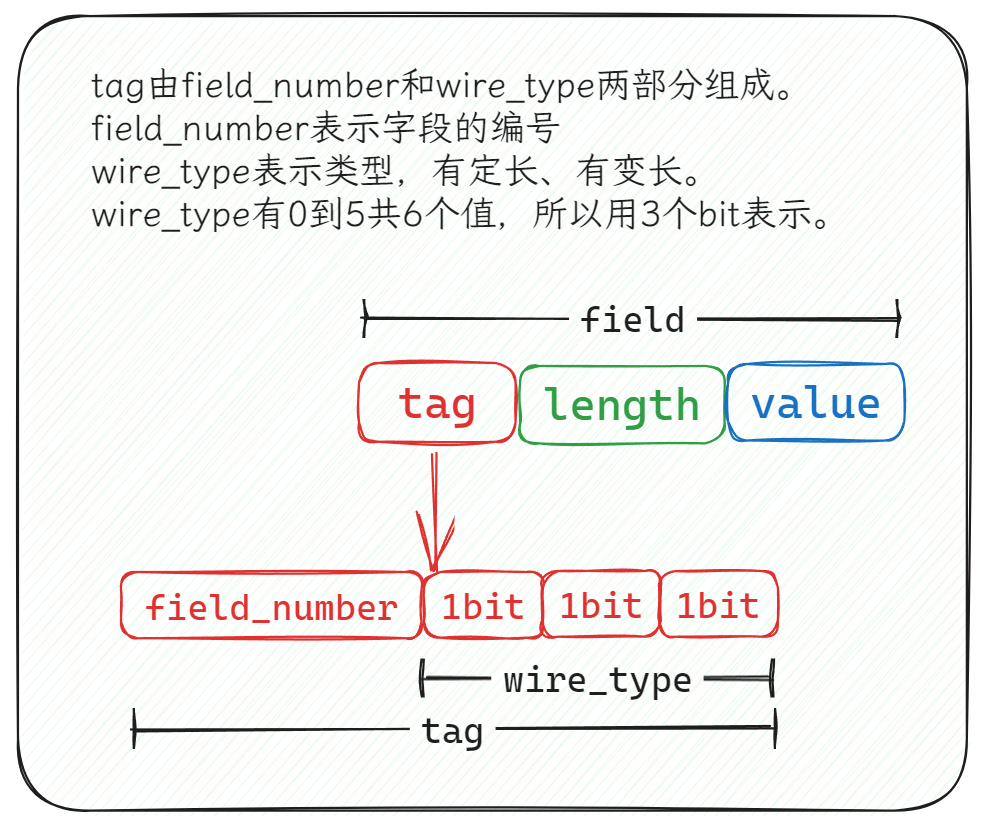 tag由field_number和wire_type两部分组成。
field_number表示字段的编号
wire_type表示类型，有定长、有变长。
wire_type有0到5共6个值，所以用3个bit表示。
field
tag length value
field_number 1bit 1bit 1bit
wire_type
tag